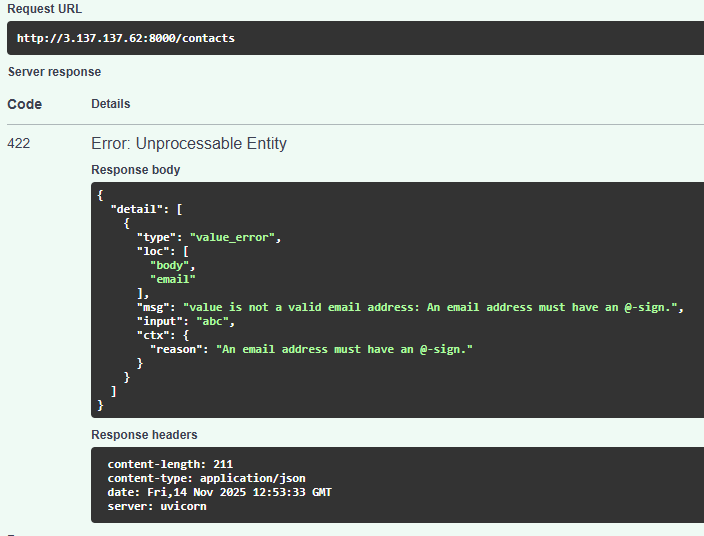 Request URL
http://3.137.137.62:8000/contacts
Server response
Code Details
422 Error: Unprocessable Entity
Response body
{
  "detail": [
    {
      "type": "value_error",
      "loc": [
        "body",
        "email"
      ],
      "msg": "value is not a valid email address: An email address must have an @-sign.",
      "input": "abc",
      "ctx": {
        "reason": "An email address must have an @-sign."
      }
    }
  ]
}
Response headers
content-length: 211
content-type: application/json
date: Fri,14 Nov 2025 12:53:33 GMT
server: uvicorn